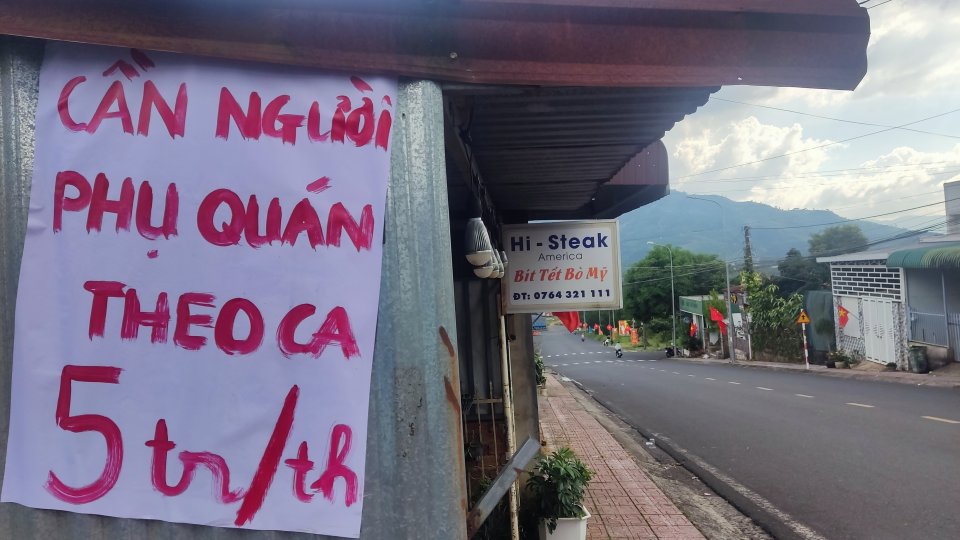 CẦN NGƯỜI
PHỤ QUÁN
THEO CA
5 tr/th
Hi - Steak
America
Bít Tết Bò Mỹ
ĐT: 0764 321 111